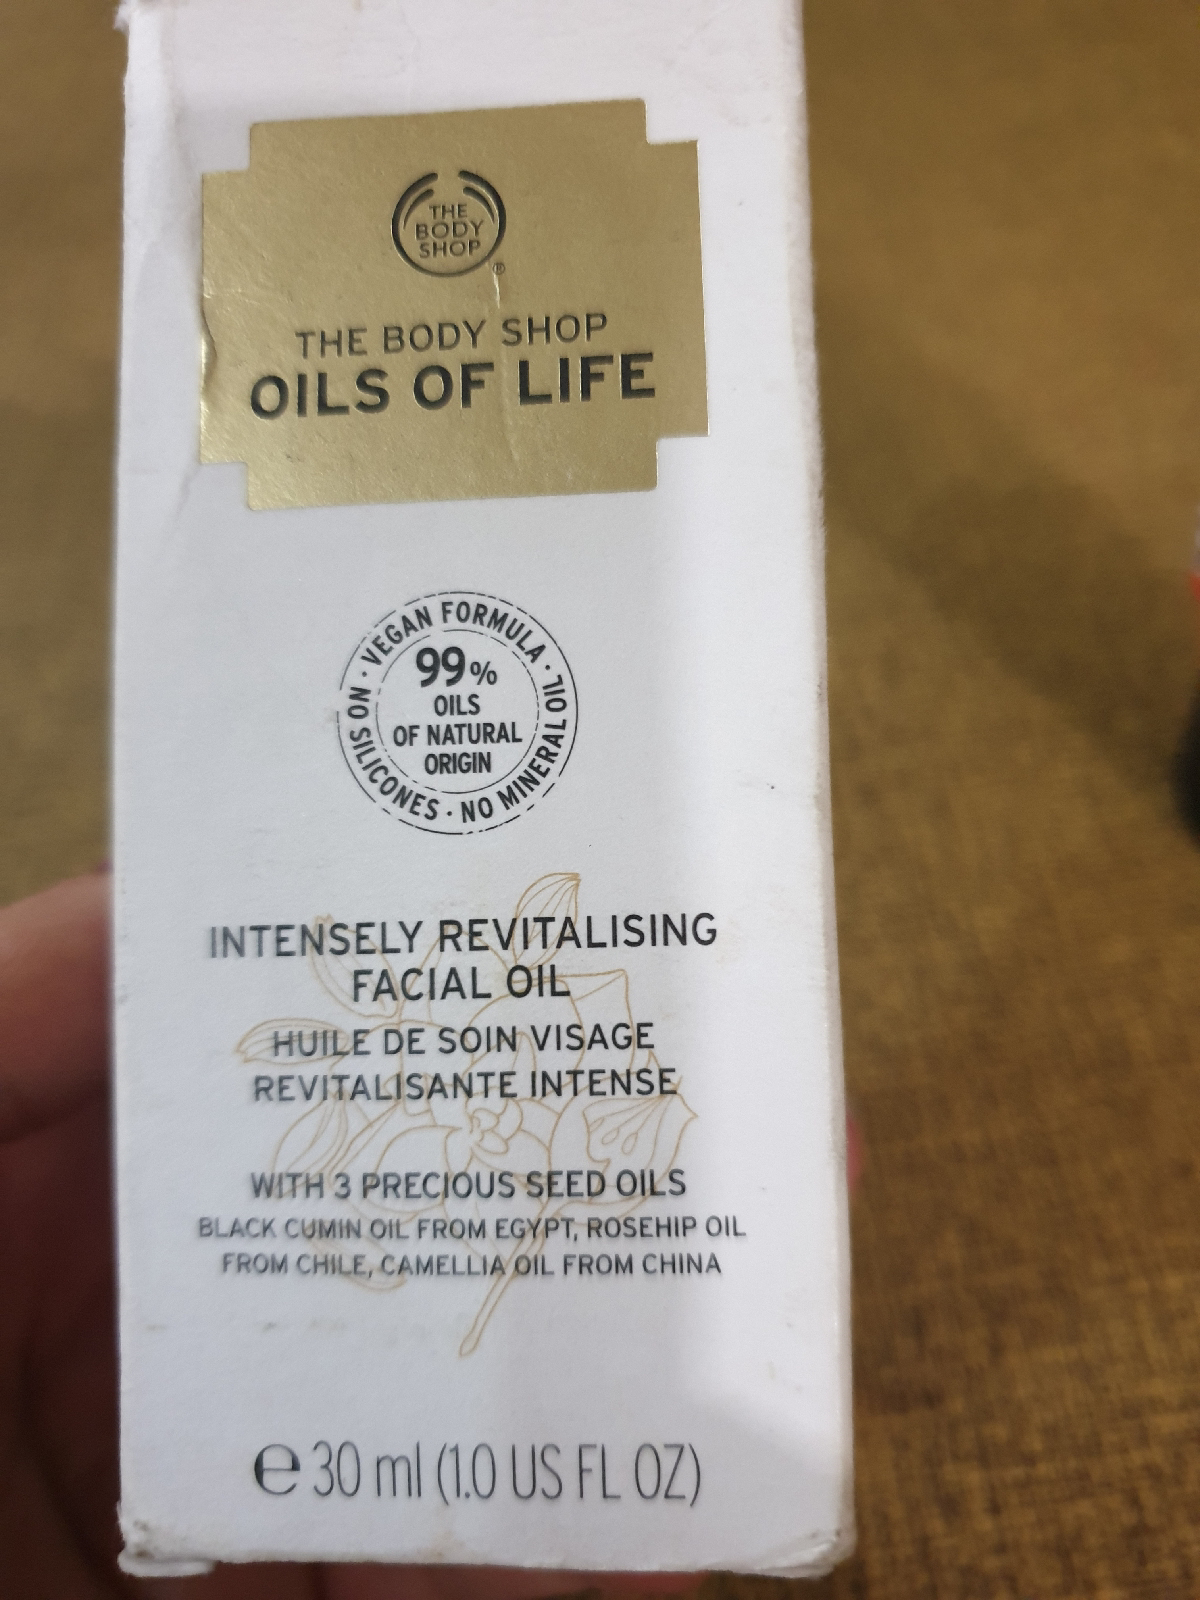 THE
BODY
SHOP
®
THE BODY SHOP
OILS OF LIFE
NO SILICONES · VEGAN FORMULA · NO MINERAL OIL ·
99%
OILS
OF NATURAL
ORIGIN
INTENSELY REVITALISING
FACIAL OIL
HUILE DE SOIN VISAGE
REVITALISANTE INTENSE
WITH 3 PRECIOUS SEED OILS
BLACK CUMIN OIL FROM EGYPT, ROSEHIP OIL
FROM CHILE, CAMELLIA OIL FROM CHINA
℮ 30 ml (1.0 US FL OZ)